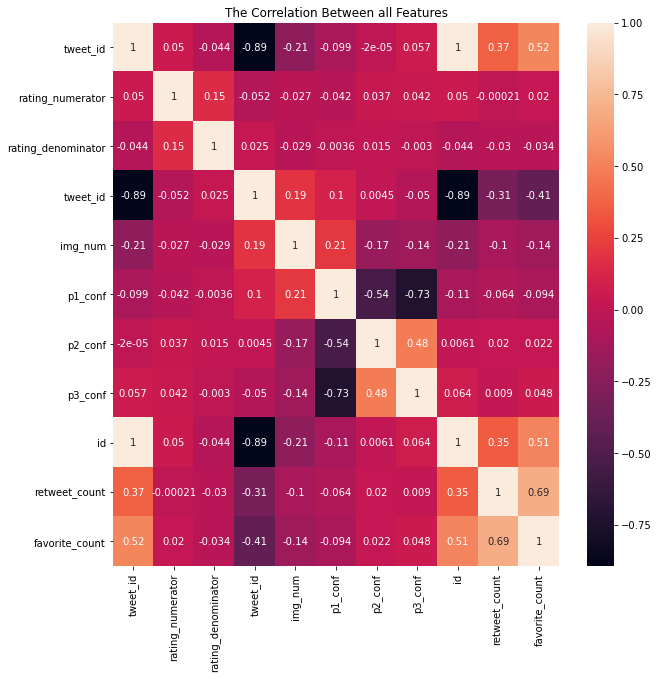 The Correlation Between all Features
tweet_id 1 0.05 -0.044 -0.89 -0.21 -0.099 -2e-05 0.057 1 0.37 0.52
rating_numerator 0.05 1 0.15 -0.052 -0.027 -0.042 0.037 0.042 0.05 -0.00021 0.02
rating_denominator -0.044 0.15 1 0.025 -0.029 -0.0036 0.015 -0.003 -0.044 -0.03 -0.034
tweet_id -0.89 -0.052 0.025 1 0.19 0.1 0.0045 -0.05 -0.89 -0.31 -0.41
img_num -0.21 -0.027 -0.029 0.19 1 0.21 -0.17 -0.14 -0.21 -0.1 -0.14
p1_conf -0.099 -0.042 -0.0036 0.1 0.21 1 -0.54 -0.73 -0.11 -0.064 -0.094
p2_conf -2e-05 0.037 0.015 0.0045 -0.17 -0.54 1 0.48 0.0061 0.02 0.022
p3_conf 0.057 0.042 -0.003 -0.05 -0.14 -0.73 0.48 1 0.064 0.009 0.048
id 1 0.05 -0.044 -0.89 -0.21 -0.11 0.0061 0.064 1 0.35 0.51
retweet_count 0.37 -0.00021 -0.03 -0.31 -0.1 -0.064 0.02 0.009 0.35 1 0.69
favorite_count 0.52 0.02 -0.034 -0.41 -0.14 -0.094 0.022 0.048 0.51 0.69 1
tweet_id
rating_numerator
rating_denominator
tweet_id
img_num
p1_conf
p2_conf
p3_conf
id
retweet_count
favorite_count
1.00
0.75
0.50
0.25
0.00
−0.25
−0.50
−0.75